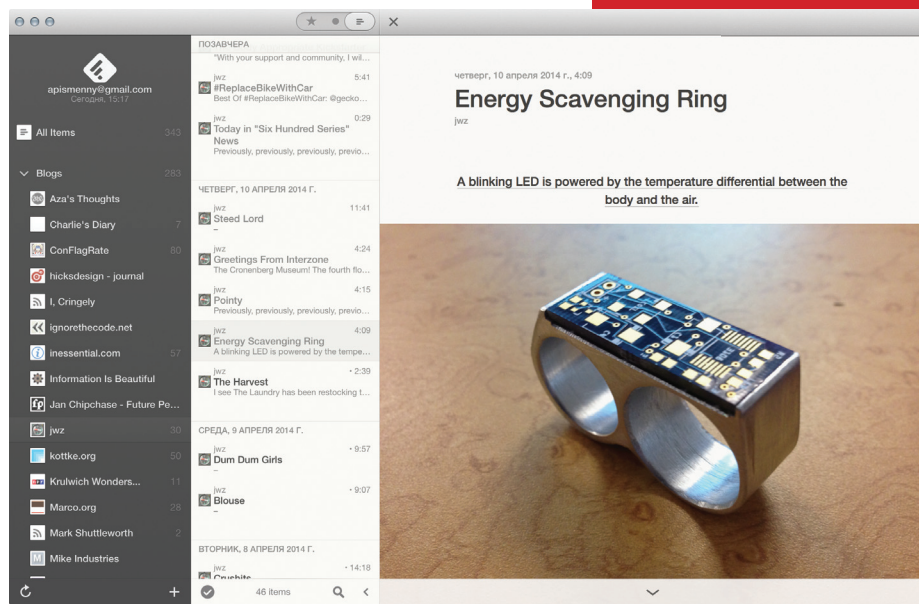 apismenny@gmail.com
Сегодня, 15:17
All Items 343
Blogs 283
Aza's Thoughts
Charlie's Diary 7
ConFlagRate 80
hicksdesign - journal
I, Cringely
ignorethecode.net
inessential.com 57
Information Is Beautiful
Jan Chipchase - Future Pe...
jwz 30
kottke.org 50
Krulwich Wonders... 11
Marco.org 28
Mark Shuttleworth 2
Mike Industries
ПОЗАВЧЕРА
"With your support and community, I wil...
jwz 5:41
#ReplaceBikeWithCar
Best Of #ReplaceBikeWithCar: @gecko...
jwz 0:29
Today in "Six Hundred Series"
News
Previously, previously, previously, previo...
ЧЕТВЕРГ, 10 АПРЕЛЯ 2014 Г.
jwz 11:41
Steed Lord
–
jwz 4:24
Greetings From Interzone
The Cronenberg Museum! The fourth flo...
jwz 4:15
Pointy
Previously, previously, previously, previo...
jwz 4:09
Energy Scavenging Ring
A blinking LED is powered by the tempe...
jwz • 2:39
The Harvest
I see The Laundry has been restocking t...
СРЕДА, 9 АПРЕЛЯ 2014 Г.
jwz • 9:57
Dum Dum Girls
–
jwz • 9:07
Blouse
–
ВТОРНИК, 8 АПРЕЛЯ 2014 Г.
jwz • 14:18
Crushits
46 items
четверг, 10 апреля 2014 г., 4:09
Energy Scavenging Ring
jwz
A blinking LED is powered by the temperature differential between the
body and the air.